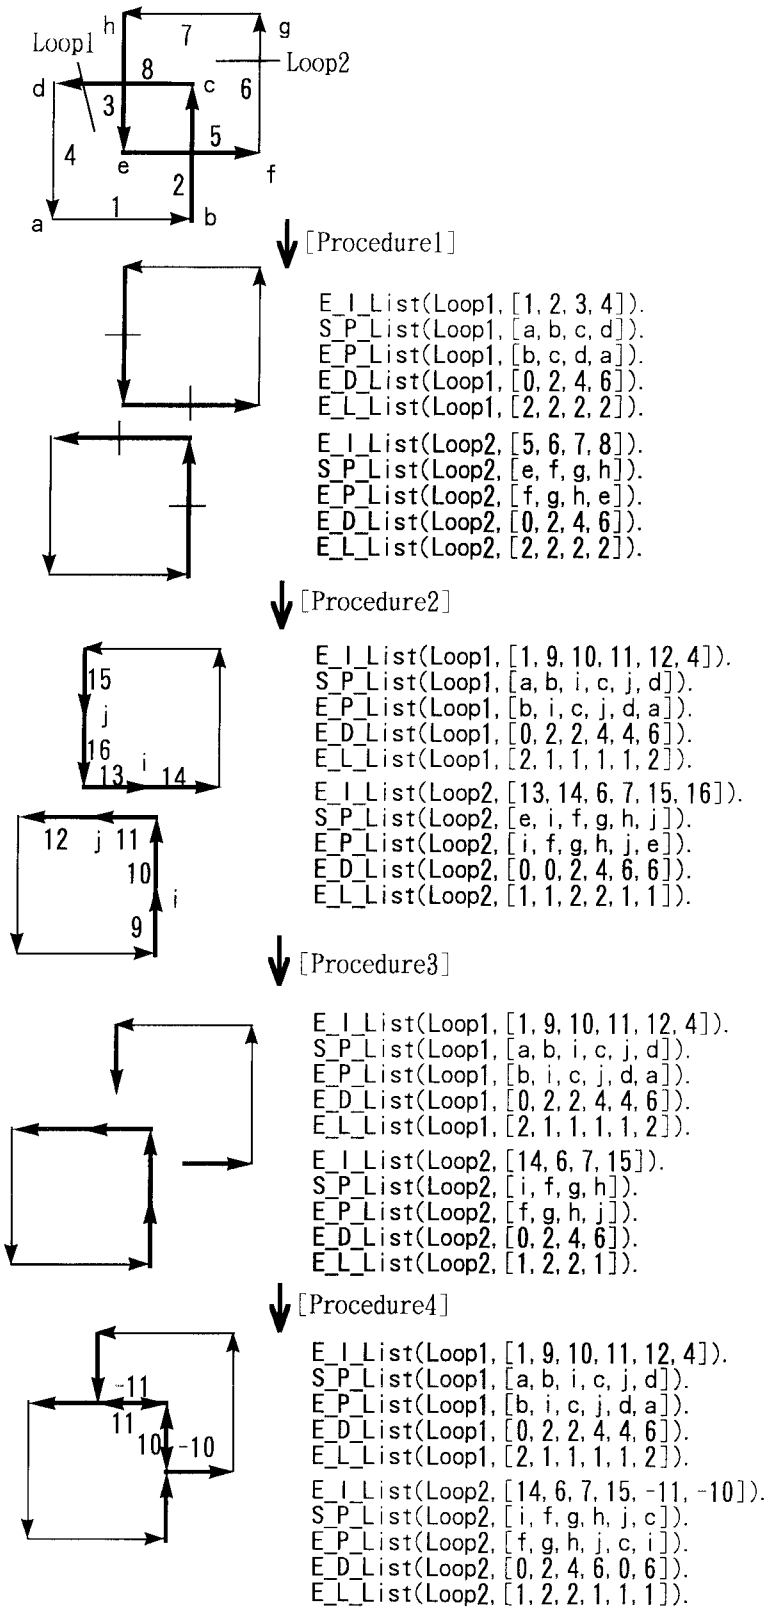 h
g
7
Loop1
Loop2
8
d
c
3
6
5
4
e
f
2
1
a
b
[Procedure1]
E_I_List(Loop1,[1,2,3,4]).
S_P_List(Loop1,[a,b,c,d]).
E_P_List(Loop1,[b,c,d,a]).
E_D_List(Loop1,[0,2,4,6]).
E_L_List(Loop1,[2,2,2,2]).
E_I_List(Loop2,[5,6,7,8]).
S_P_List(Loop2,[e,f,g,h]).
E_P_List(Loop2,[f,g,h,e]).
E_D_List(Loop2,[0,2,4,6]).
E_L_List(Loop2,[2,2,2,2]).
[Procedure2]
15
j
16
i
13
14
12
j
11
10
i
9
E_I_List(Loop1,[1,9,10,11,12,4]).
S_P_List(Loop1,[a,b,i,c,j,d]).
E_P_List(Loop1,[b,i,c,j,d,a]).
E_D_List(Loop1,[0,2,2,4,4,6]).
E_L_List(Loop1,[2,1,1,1,1,2]).
E_I_List(Loop2,[13,14,6,7,15,16]).
S_P_List(Loop2,[e,i,f,g,h,j]).
E_P_List(Loop2,[i,f,g,h,j,e]).
E_D_List(Loop2,[0,0,2,4,6,6]).
E_L_List(Loop2,[1,1,2,2,1,1]).
[Procedure3]
E_I_List(Loop1,[1,9,10,11,12,4]).
S_P_List(Loop1,[a,b,i,c,j,d]).
E_P_List(Loop1,[b,i,c,j,d,a]).
E_D_List(Loop1,[0,2,2,4,4,6]).
E_L_List(Loop1,[2,1,1,1,1,2]).
E_I_List(Loop2,[14,6,7,15]).
S_P_List(Loop2,[i,f,g,h]).
E_P_List(Loop2,[f,g,h,j]).
E_D_List(Loop2,[0,2,4,6]).
E_L_List(Loop2,[1,2,2,1]).
[Procedure4]
-11
11
10
-10
E_I_List(Loop1,[1,9,10,11,12,4]).
S_P_List(Loop1,[a,b,i,c,j,d]).
E_P_List(Loop1,[b,i,c,j,d,a]).
E_D_List(Loop1,[0,2,2,4,4,6]).
E_L_List(Loop1,[2,1,1,1,1,2]).
E_I_List(Loop2,[14,6,7,15,-11,-10]).
S_P_List(Loop2,[i,f,g,h,j,c]).
E_P_List(Loop2,[f,g,h,j,c,i]).
E_D_List(Loop2,[0,2,4,6,0,6]).
E_L_List(Loop2,[1,2,2,1,1,1]).